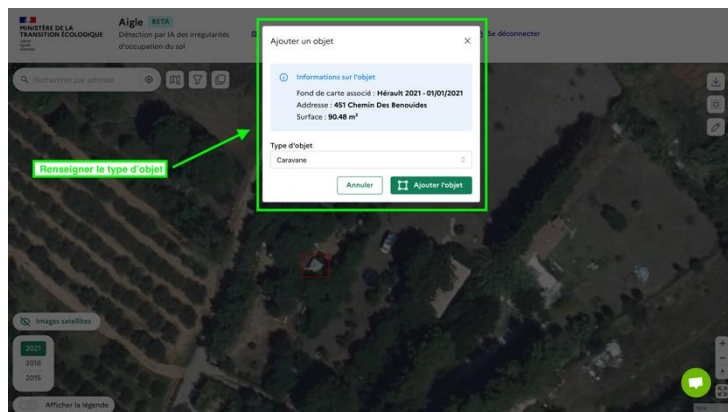 MINISTÈRE DE LA
TRANSITION ÉCOLOGIQUE
Liberté
Égalité
Fraternité
Aigle BETA
Détection par IA des irrégularités
d'occupation du sol
Se déconnecter
Rechercher par adresse
Ajouter un objet
Informations sur l'objet
Fond de carte associé : Hérault 2021 - 01/01/2021
Addresse : 451 Chemin Des Benouides
Surface : 90.48 m²
Type d'objet
Caravane
Annuler
Ajouter l'objet
Renseigner le type d'objet
Images satellites
2021
2018
2015
Afficher la légende